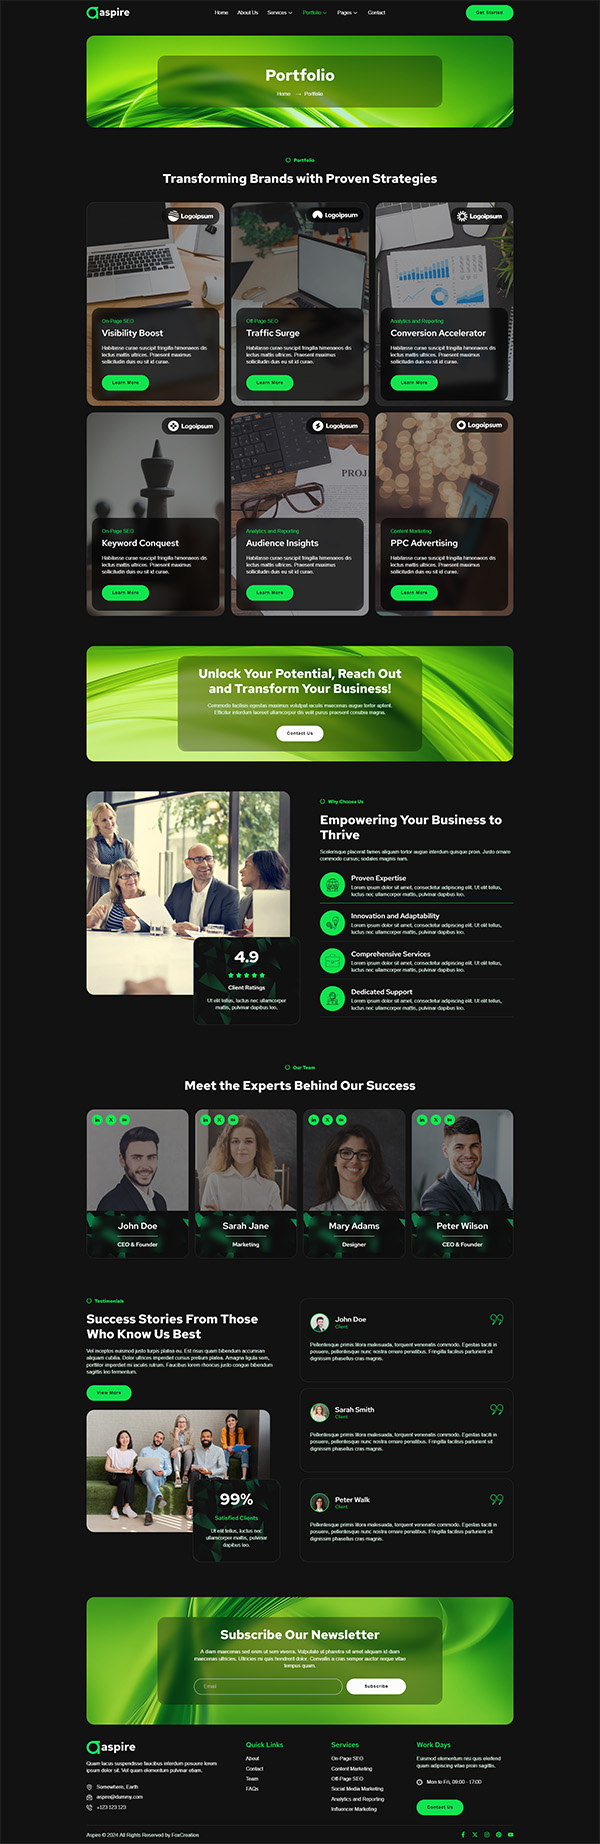 aspire
Home About Us Services Portfolio Pages Contact
Get Started
Portfolio
Home → Portfolio
Portfolio
Transforming Brands with Proven Strategies
Logoipsum
On-Page SEO
Visibility Boost
Habitasse curae suscipit fringilla himenaeos dis
lectus mattis ultrices. Praesent maximus
sollicitudin duis eu sit id curae.
Learn More
Logoipsum
Off-Page SEO
Traffic Surge
Habitasse curae suscipit fringilla himenaeos dis
lectus mattis ultrices. Praesent maximus
sollicitudin duis eu sit id curae.
Learn More
Logoipsum
Analytics and Reporting
Conversion Accelerator
Habitasse curae suscipit fringilla himenaeos dis
lectus mattis ultrices. Praesent maximus
sollicitudin duis eu sit id curae.
Learn More
Logoipsum
On-Page SEO
Keyword Conquest
Habitasse curae suscipit fringilla himenaeos dis
lectus mattis ultrices. Praesent maximus
sollicitudin duis eu sit id curae.
Learn More
Logoipsum
PROJ
Analytics and Reporting
Audience Insights
Habitasse curae suscipit fringilla himenaeos dis
lectus mattis ultrices. Praesent maximus
sollicitudin duis eu sit id curae.
Learn More
Logoipsum
Content Marketing
PPC Advertising
Habitasse curae suscipit fringilla himenaeos dis
lectus mattis ultrices. Praesent maximus
sollicitudin duis eu sit id curae.
Learn More
Unlock Your Potential, Reach Out
and Transform Your Business!
Commodo facilisis egestas maximus volutpat iaculis maecenas augue tortor aptent.
Efficitur interdum laoreet ullamcorper dis velit purus praesent conubia magna.
Contact Us
4.9
Client Ratings
Ut elit tellus, luctus nec ullamcorper
mattis, pulvinar dapibus leo.
Why Choose Us
Empowering Your Business to
Thrive
Scelerisque placerat fames aliquam tortor augue interdum quisque proin. Justo ornare
commodo cursus; sodales magnis nam.
Proven Expertise
Lorem ipsum dolor sit amet, consectetur adipiscing elit. Ut elit tellus,
luctus nec ullamcorper mattis, pulvinar dapibus leo.
Innovation and Adaptability
Lorem ipsum dolor sit amet, consectetur adipiscing elit. Ut elit tellus,
luctus nec ullamcorper mattis, pulvinar dapibus leo.
Comprehensive Services
Lorem ipsum dolor sit amet, consectetur adipiscing elit. Ut elit tellus,
luctus nec ullamcorper mattis, pulvinar dapibus leo.
Dedicated Support
Lorem ipsum dolor sit amet, consectetur adipiscing elit. Ut elit tellus,
luctus nec ullamcorper mattis, pulvinar dapibus leo.
Our Team
Meet the Experts Behind Our Success
John Doe
CEO & Founder
Sarah Jane
Marketing
Mary Adams
Designer
Peter Wilson
CEO & Founder
Testimonials
Success Stories From Those
Who Know Us Best
Vel inceptos euismod justo turpis platea eu. Est risus quam bibendum accumsan
aliquam cubilia. Dolor ultrices imperdiet cursus pretium platea. Amagna ligula sem,
porttitor imperdiet mi iaculis rutrum. Faucibus lorem rhoncus justo congue bibendum
sagittis leo fermentum.
View More
99%
Satisfied Clients
Ut elit tellus, luctus nec
ullamcorper mattis, pulvinar
dapibus leo.
John Doe
Client
Pellentesque primis litora malesuada, torquent venenatis commodo. Egestas taciti in
posuere, pellentesque nunc nostra ornare penatibus. Fringilla facilisis parturient sit
dignissim phasellus cras magnis.
Sarah Smith
Client
Pellentesque primis litora malesuada, torquent venenatis commodo. Egestas taciti in
posuere, pellentesque nunc nostra ornare penatibus. Fringilla facilisis parturient sit
dignissim phasellus cras magnis.
Peter Walk
Client
Pellentesque primis litora malesuada, torquent venenatis commodo. Egestas taciti in
posuere, pellentesque nunc nostra ornare penatibus. Fringilla facilisis parturient sit
dignissim phasellus cras magnis.
Subscribe Our Newsletter
A diam maecenas sed enim ut sem viverra. Vulputate ut pharetra sit amet aliquam id diam
maecenas ultricies. Ultricies mi quis hendrerit dolor. Convallis a cras semper auctor neque vitae
tempus quam.
Email
Subscribe
aspire
Quam lacus suspendisse faucibus interdum posuere lorem
ipsum dolor sit. Vel quam elementum pulvinar etiam.
Somewhere, Earth
aspire@dummy.com
+123 123 123
Quick Links
About
Contact
Team
FAQs
Services
On-Page SEO
Content Marketing
Off-Page SEO
Social Media Marketing
Analytics and Reporting
Influencer Marketing
Work Days
Euismod elementum nisi quis eleifend
quam adipiscing vitae proin sagittis.
Mon to Fri, 09:00 - 17:00
Contact Us
Aspire © 2024 All Rights Reserved by FoxCreation